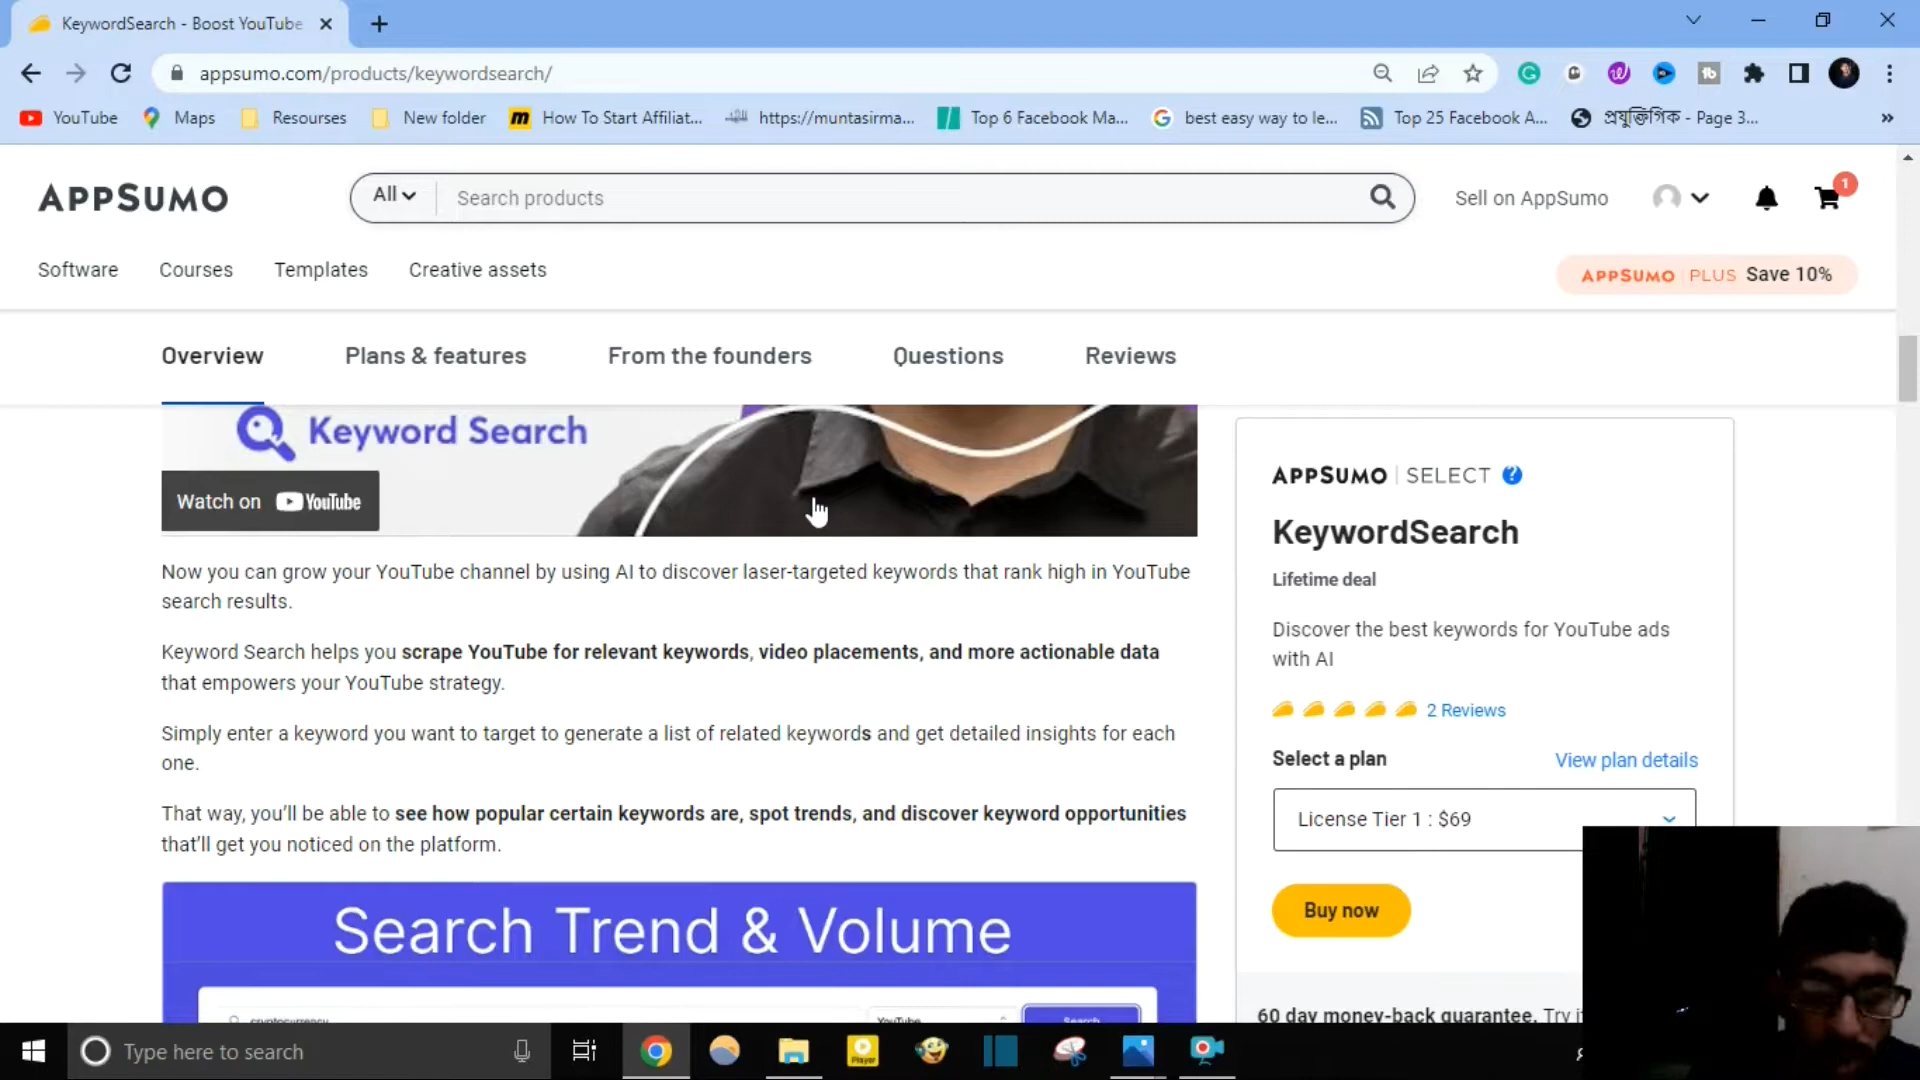 KeywordSearch - Boost YouTube
appsumo.com/products/keywordsearch/
YouTube Maps Resourses New folder How To Start Affiliat... https://muntasirma... Top 6 Facebook Ma... best easy way to le... Top 25 Facebook A... প্রযুক্তিগিক - Page 3... »
APPSUMO All Search products Sell on AppSumo 1
Software Courses Templates Creative assets APPSUMO PLUS Save 10%
Overview Plans & features From the founders Questions Reviews
Keyword Search
Watch on YouTube
Now you can grow your YouTube channel by using AI to discover laser-targeted keywords that rank high in YouTube
search results.
Keyword Search helps you scrape YouTube for relevant keywords, video placements, and more actionable data
that empowers your YouTube strategy.
Simply enter a keyword you want to target to generate a list of related keywords and get detailed insights for each
one.
That way, you'll be able to see how popular certain keywords are, spot trends, and discover keyword opportunities
that'll get you noticed on the platform.
Search Trend & Volume
cryptocurrency YouTube Search
APPSUMO SELECT ?
KeywordSearch
Lifetime deal
Discover the best keywords for YouTube ads
with AI
2 Reviews
Select a plan View plan details
License Tier 1 : $69
Buy now
60 day money-back guarantee. Try
Type here to search
Player